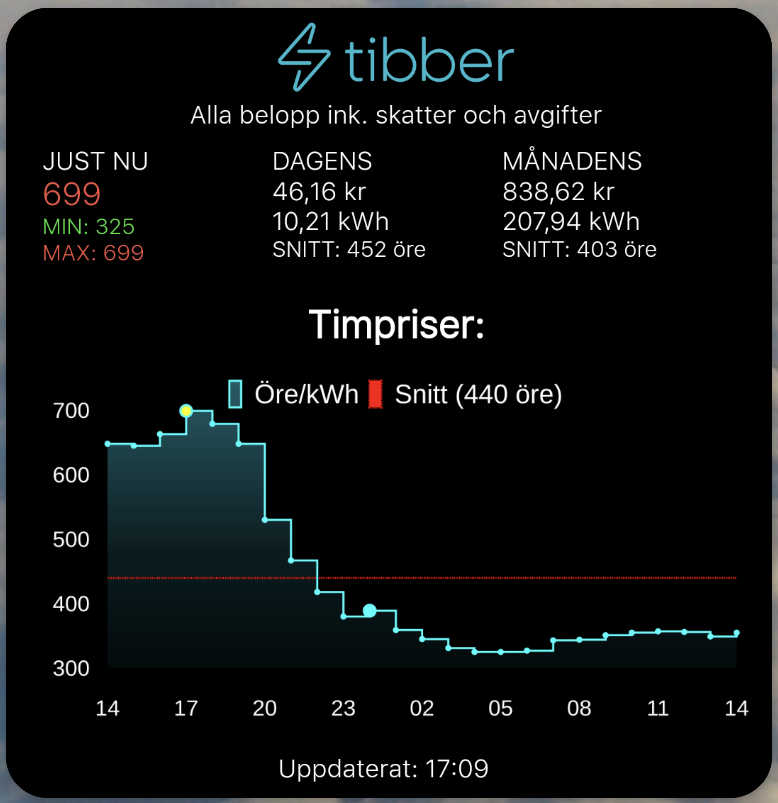 tibber
Alla belopp ink. skatter och avgifter
JUST NU
699
MIN: 325
MAX: 699
DAGENS
46,16 kr
10,21 kWh
SNITT: 452 öre
MÅNADENS
838,62 kr
207,94 kWh
SNITT: 403 öre
Timpriser:
Öre/kWh Snitt (440 öre)
700
600
500
400
300
14 17 20 23 02 05 08 11 14
Uppdaterat: 17:09